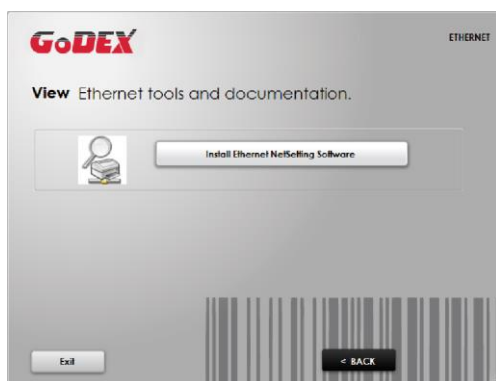 GoDEX
ETHERNET
View Ethernet tools and documentation.
Install Ethernet NetSetting Software
Exit
< BACK